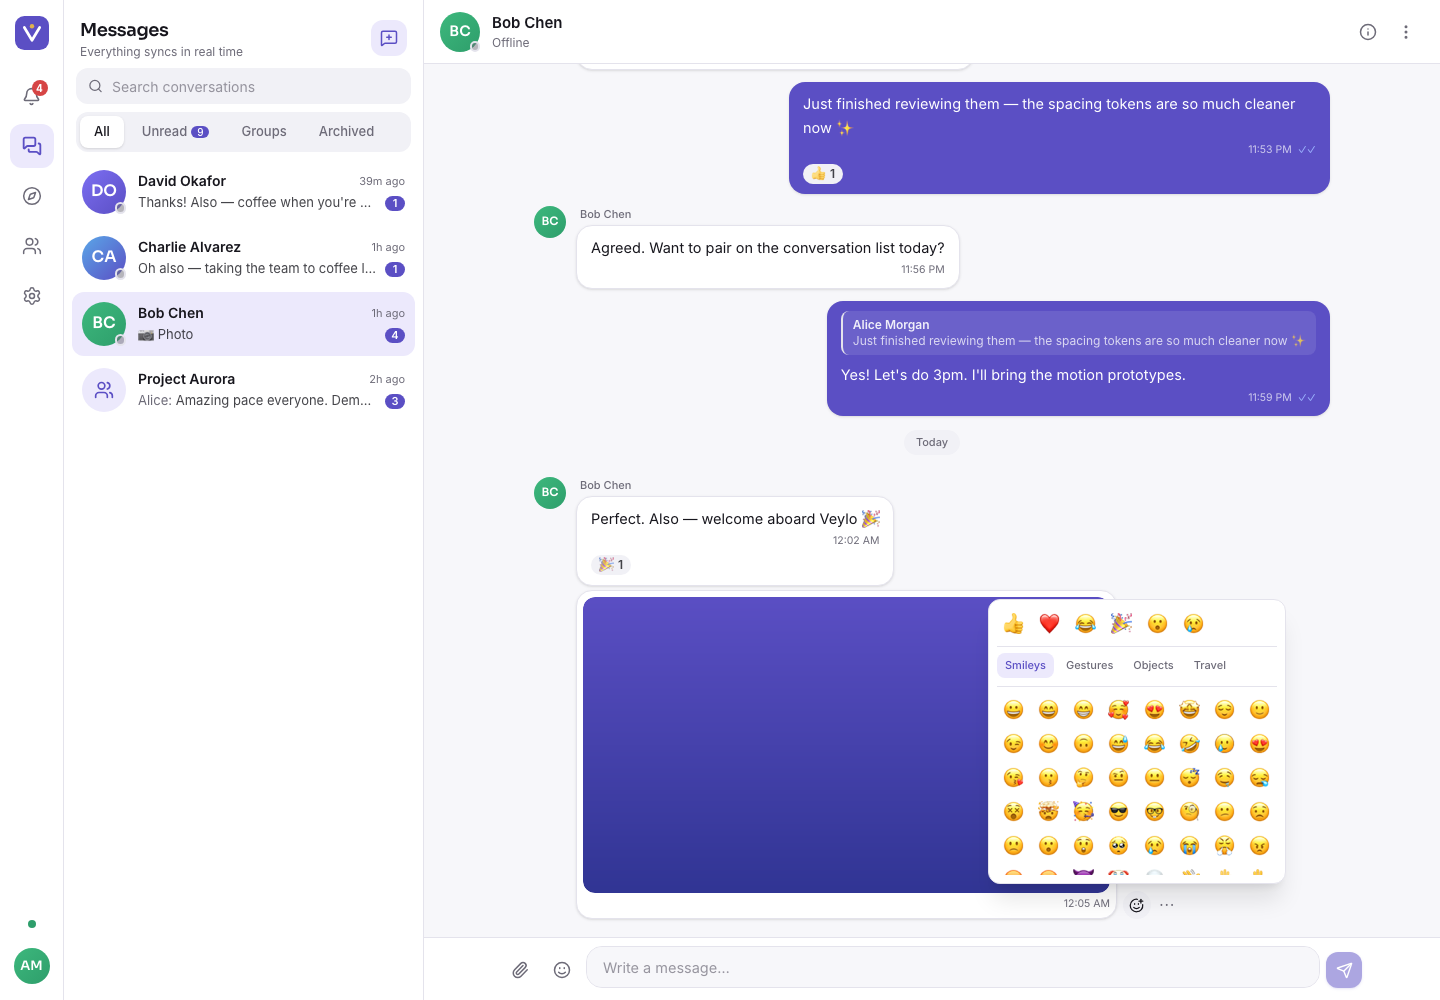 4
AM
Messages
Everything syncs in real time
Search conversations
All
Unread 9
Groups
Archived
DO
David Okafor
39m ago
Thanks! Also — coffee when you're ...
1
CA
Charlie Alvarez
1h ago
Oh also — taking the team to coffee l...
1
BC
Bob Chen
1h ago
📷 Photo
4
Project Aurora
2h ago
Alice: Amazing pace everyone. Dem...
3
BC
Bob Chen
Offline
Just finished reviewing them — the spacing tokens are so much cleaner
now ✨
11:53 PM
👍 1
BC
Bob Chen
Agreed. Want to pair on the conversation list today?
11:56 PM
Alice Morgan
Just finished reviewing them — the spacing tokens are so much cleaner now ✨
Yes! Let's do 3pm. I'll bring the motion prototypes.
11:59 PM
Today
BC
Bob Chen
Perfect. Also — welcome aboard Veylo 🎉
12:02 AM
🎉 1
Smileys
Gestures
Objects
Travel
12:05 AM
Write a message...